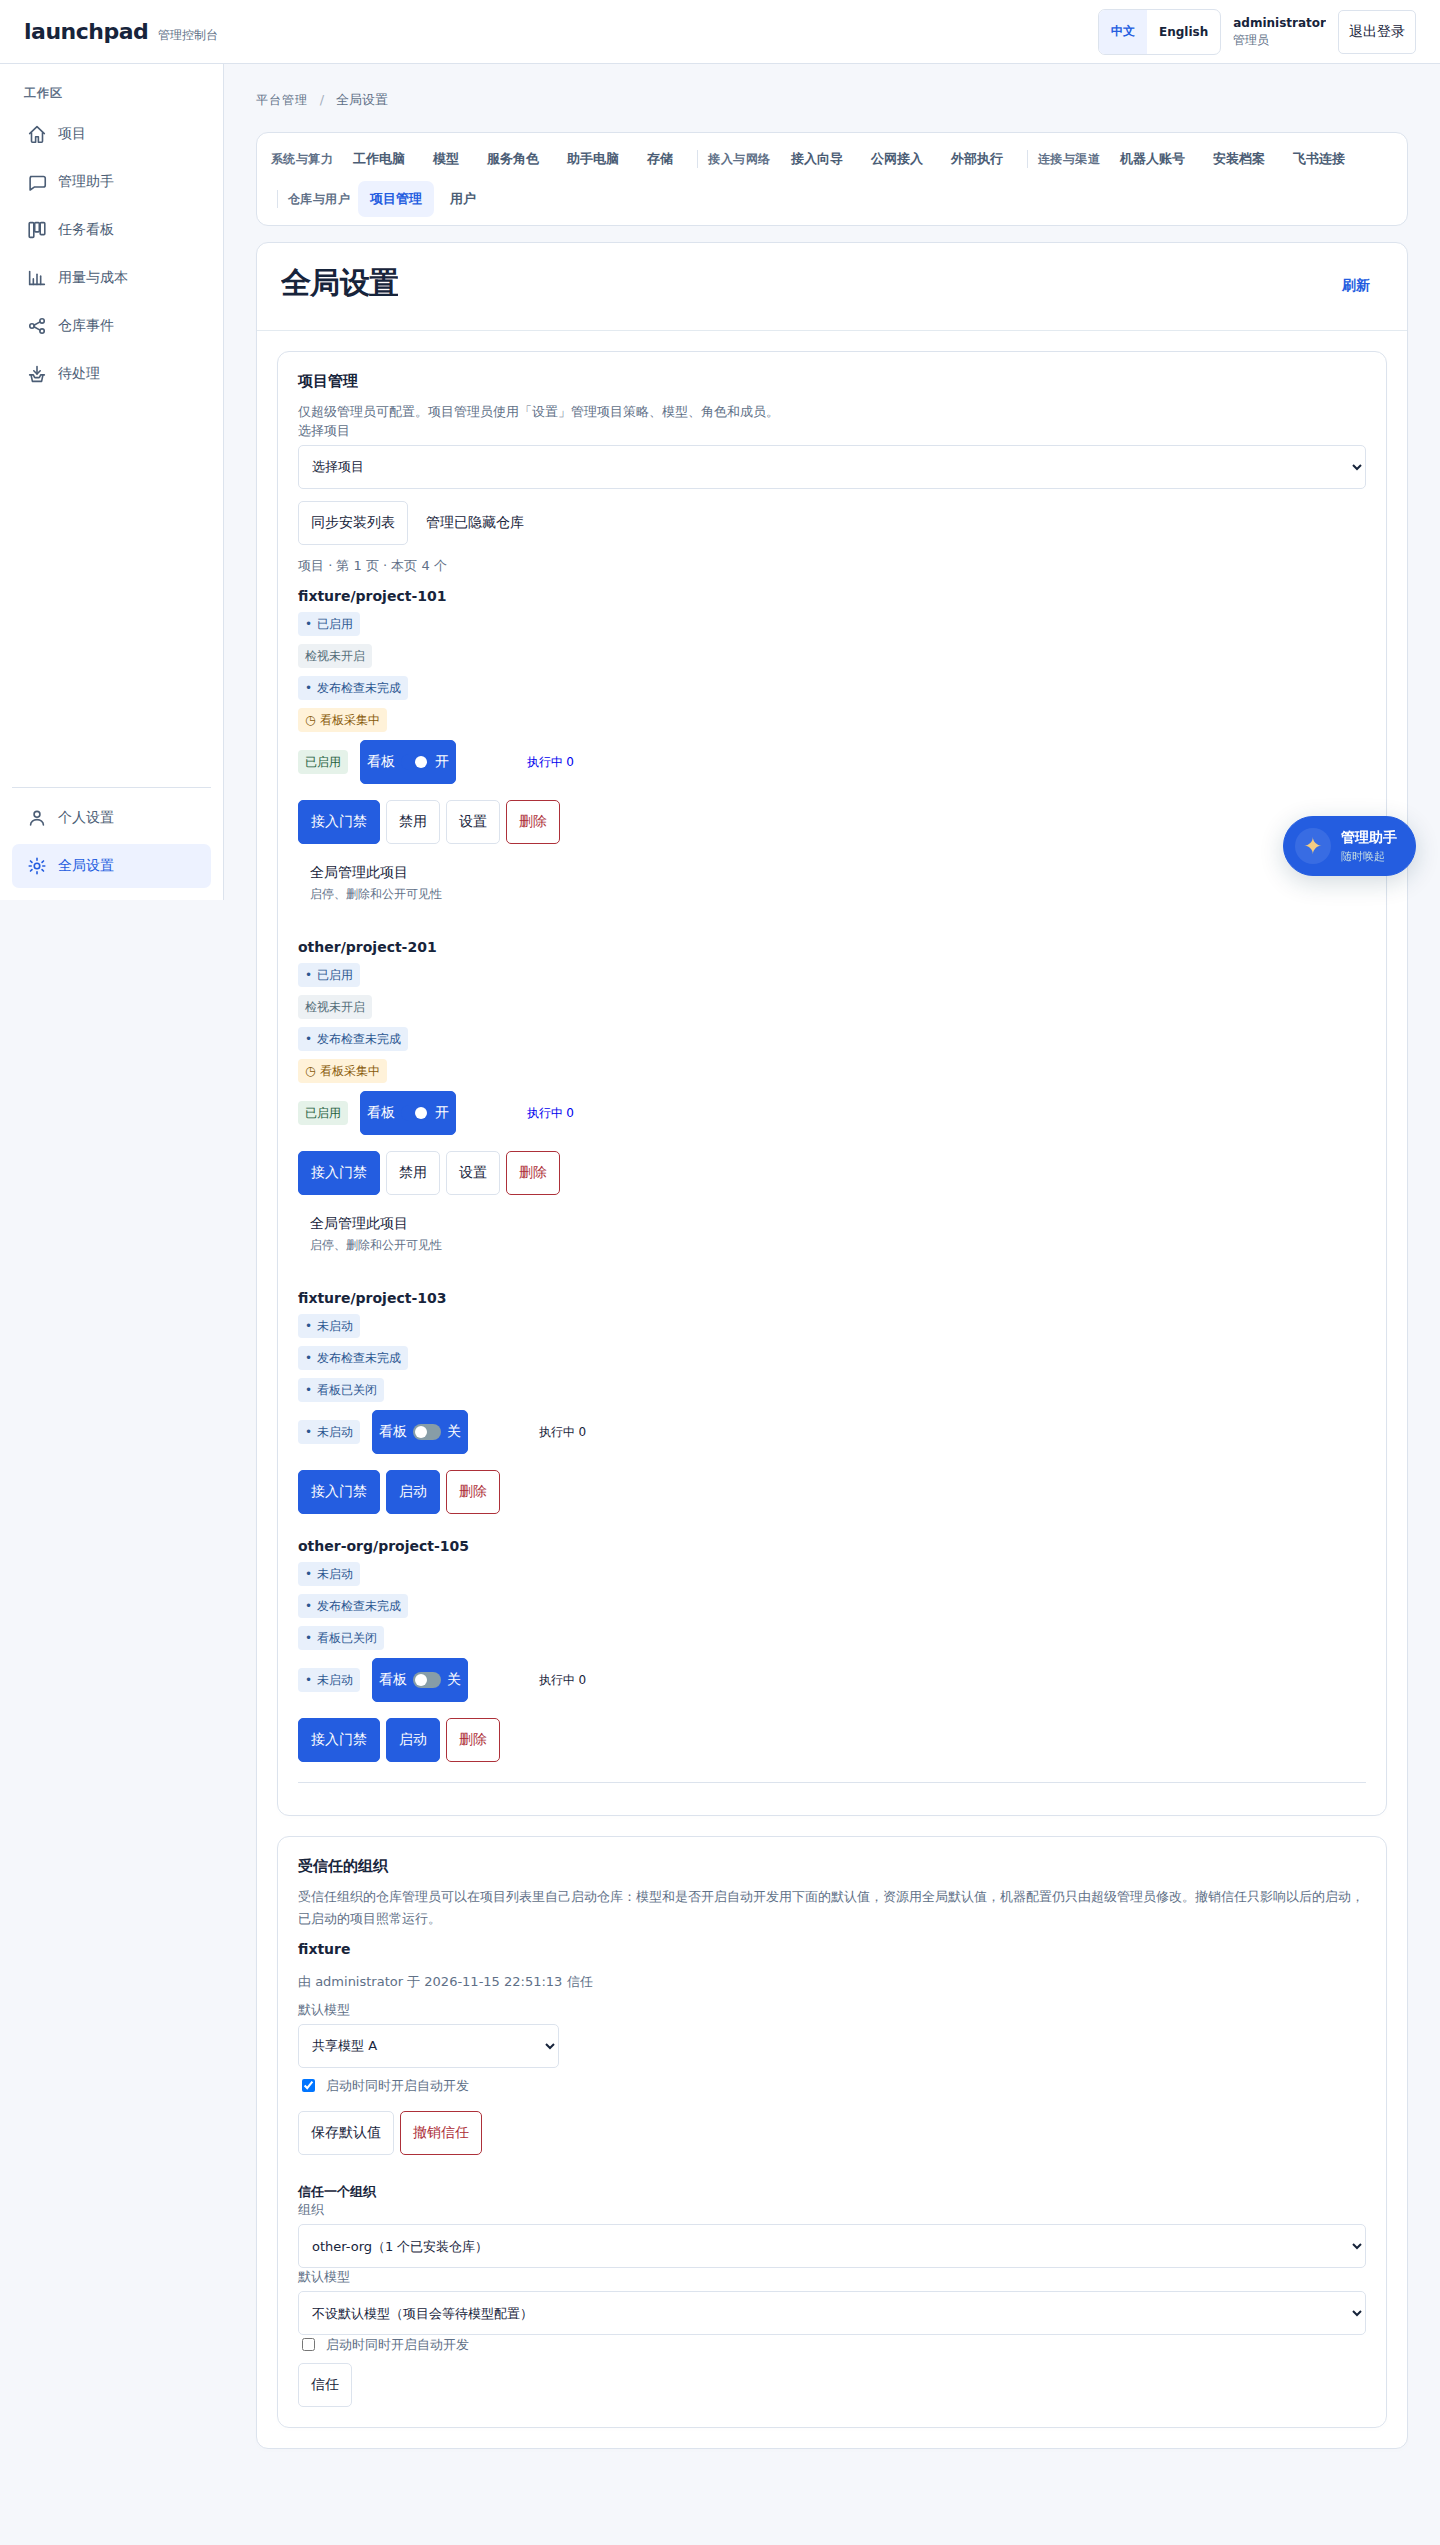 launchpad 管理控制台
中文 English administrator 管理员 退出登录
工作区
项目
管理助手
任务看板
用量与成本
仓库事件
待处理
个人设置
全局设置
平台管理 / 全局设置
系统与算力 工作电脑 模型 服务角色 助手电脑 存储 接入与网络 接入向导 公网接入 外部执行 连接与渠道 机器人账号 安装档案 飞书连接
仓库与用户 项目管理 用户
全局设置 刷新
项目管理
仅超级管理员可配置。项目管理员使用「设置」管理项目策略、模型、角色和成员。
选择项目
选择项目
同步安装列表 管理已隐藏仓库
项目 · 第 1 页 · 本页 4 个
fixture/project-101
• 已启用
检视未开启
• 发布检查未完成
◷ 看板采集中
已启用 看板 开 执行中 0
接入门禁 禁用 设置 删除
全局管理此项目
启停、删除和公开可见性
管理助手
随时唤起
other/project-201
• 已启用
检视未开启
• 发布检查未完成
◷ 看板采集中
已启用 看板 开 执行中 0
接入门禁 禁用 设置 删除
全局管理此项目
启停、删除和公开可见性
fixture/project-103
• 未启动
• 发布检查未完成
• 看板已关闭
• 未启动 看板 关 执行中 0
接入门禁 启动 删除
other-org/project-105
• 未启动
• 发布检查未完成
• 看板已关闭
• 未启动 看板 关 执行中 0
接入门禁 启动 删除
受信任的组织
受信任组织的仓库管理员可以在项目列表里自己启动仓库：模型和是否开启自动开发用下面的默认值，资源用全局默认值，机器配置仍只由超级管理员修改。撤销信任只影响以后的启动，
已启动的项目照常运行。
fixture
由 administrator 于 2026-11-15 22:51:13 信任
默认模型
共享模型 A
启动时同时开启自动开发
保存默认值 撤销信任
信任一个组织
组织
other-org（1 个已安装仓库）
默认模型
不设默认模型（项目会等待模型配置）
启动时同时开启自动开发
信任